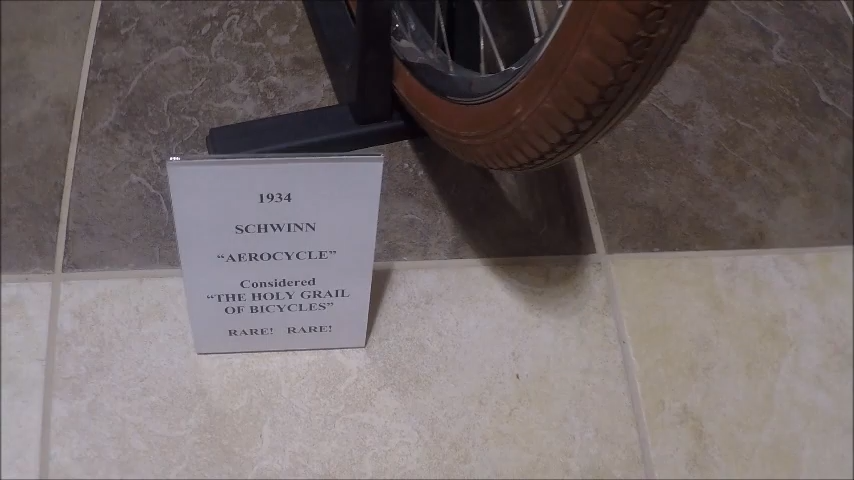 1934
SCHWINN
“AEROCYCLE”
Considered
“THE HOLY GRAIL
OF BICYCLES”
RARE! RARE!